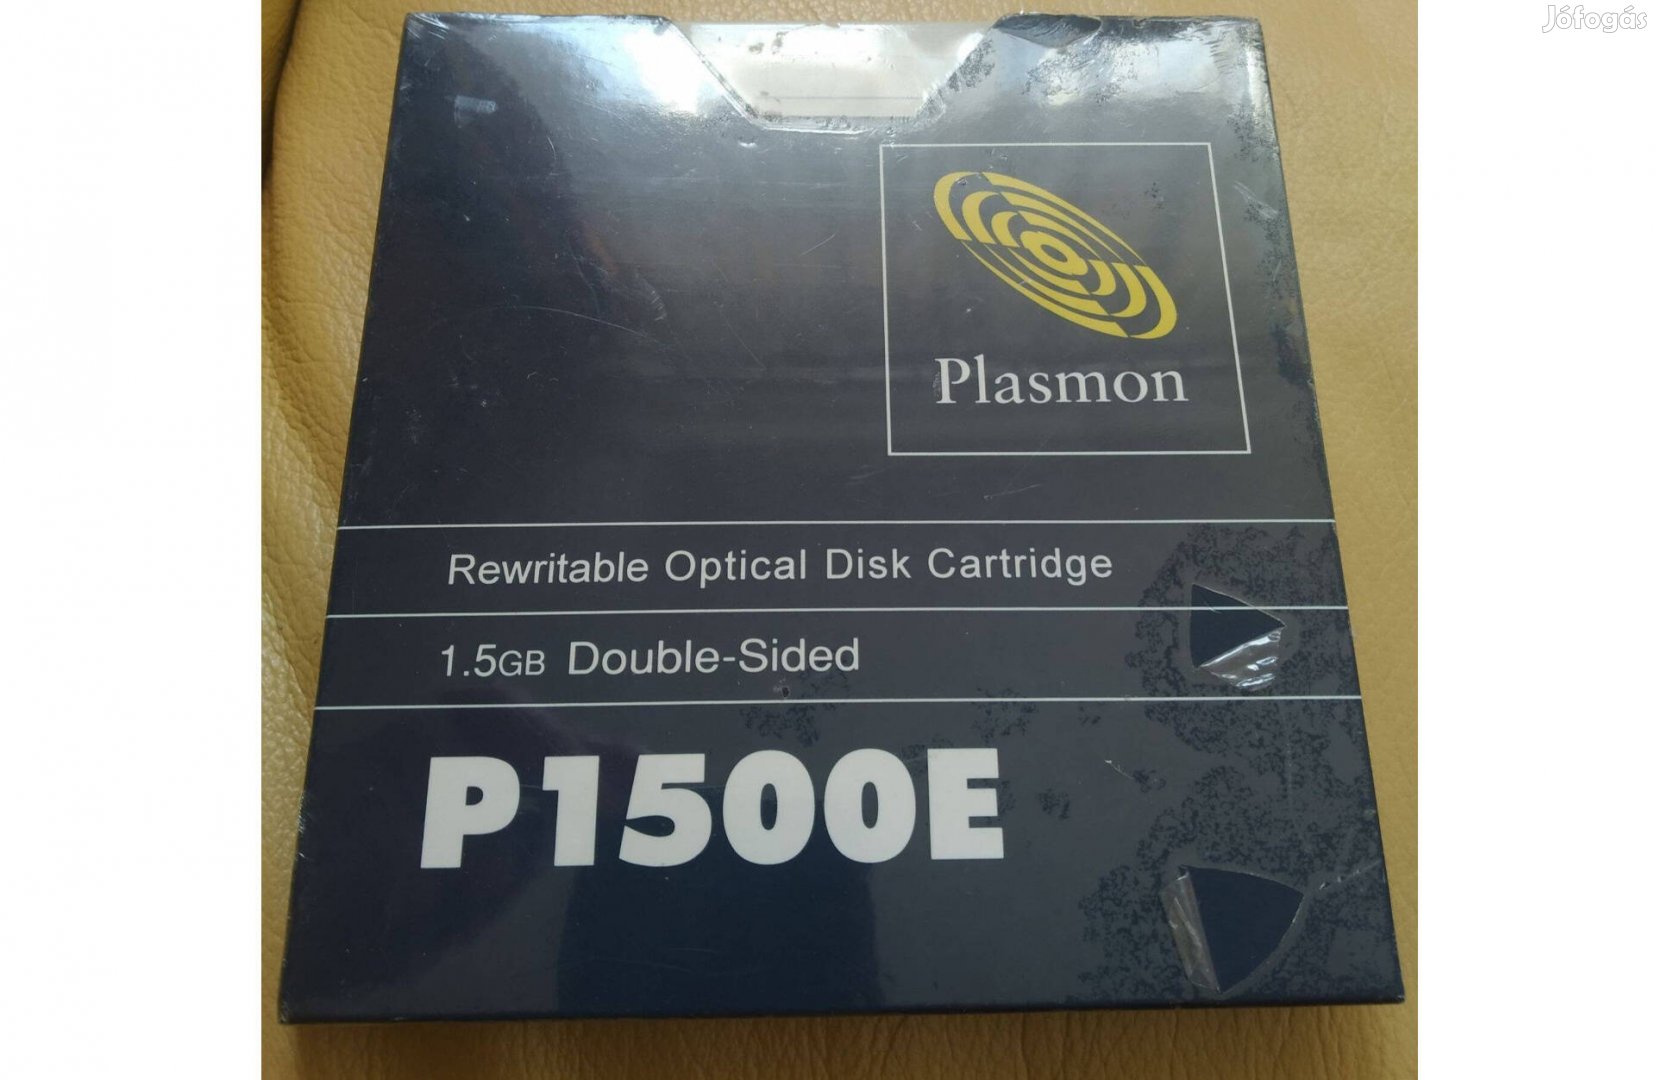 Jófogás
Plasmon
Rewritable Optical Disk Cartridge
1.5GB Double-Sided
P1500E